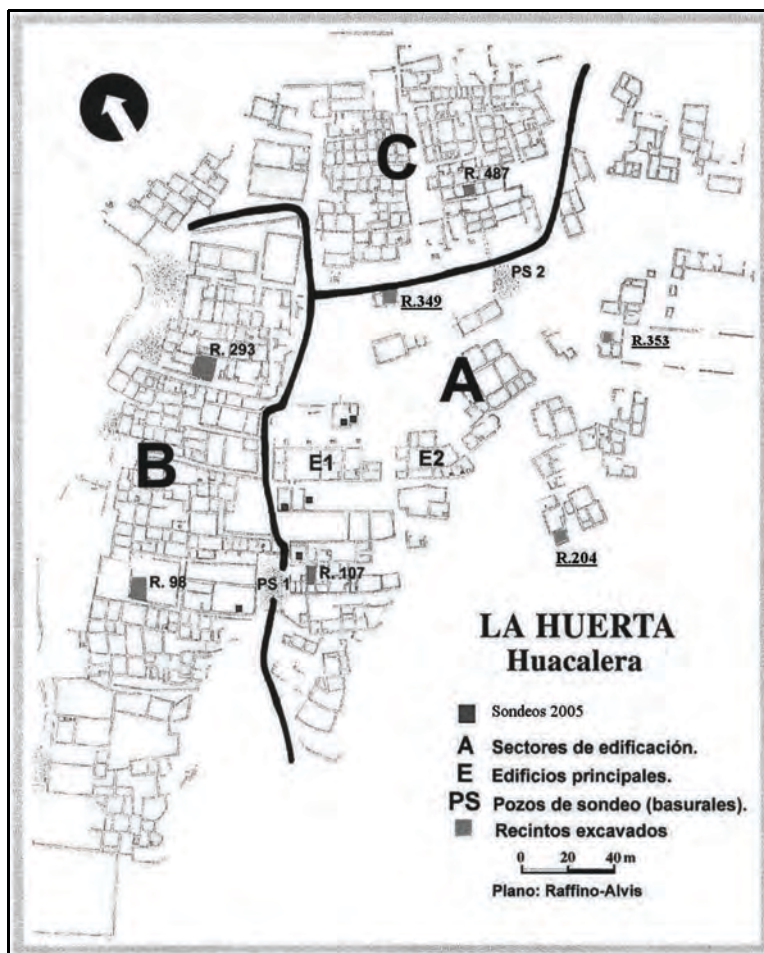 C
R. 487
PS 2
R.349
R.353
R. 293
A
B
E1
E2
R. 98
PS 1
R. 107
R.204
LA HUERTA
Huacalera
Sondeos 2005
A Sectores de edificación.
E Edificios principales.
PS Pozos de sondeo (basurales).
Recintos excavados
0 20 40 m
Plano: Raffino-Alvis